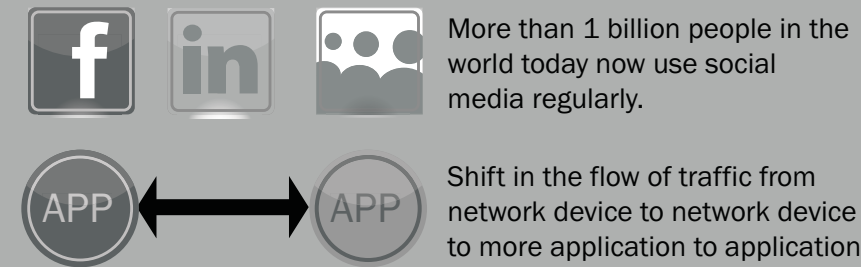 f
in
More than 1 billion people in the
world today now use social
media regularly.
APP
APP
Shift in the flow of traffic from
network device to network device
to more application to application